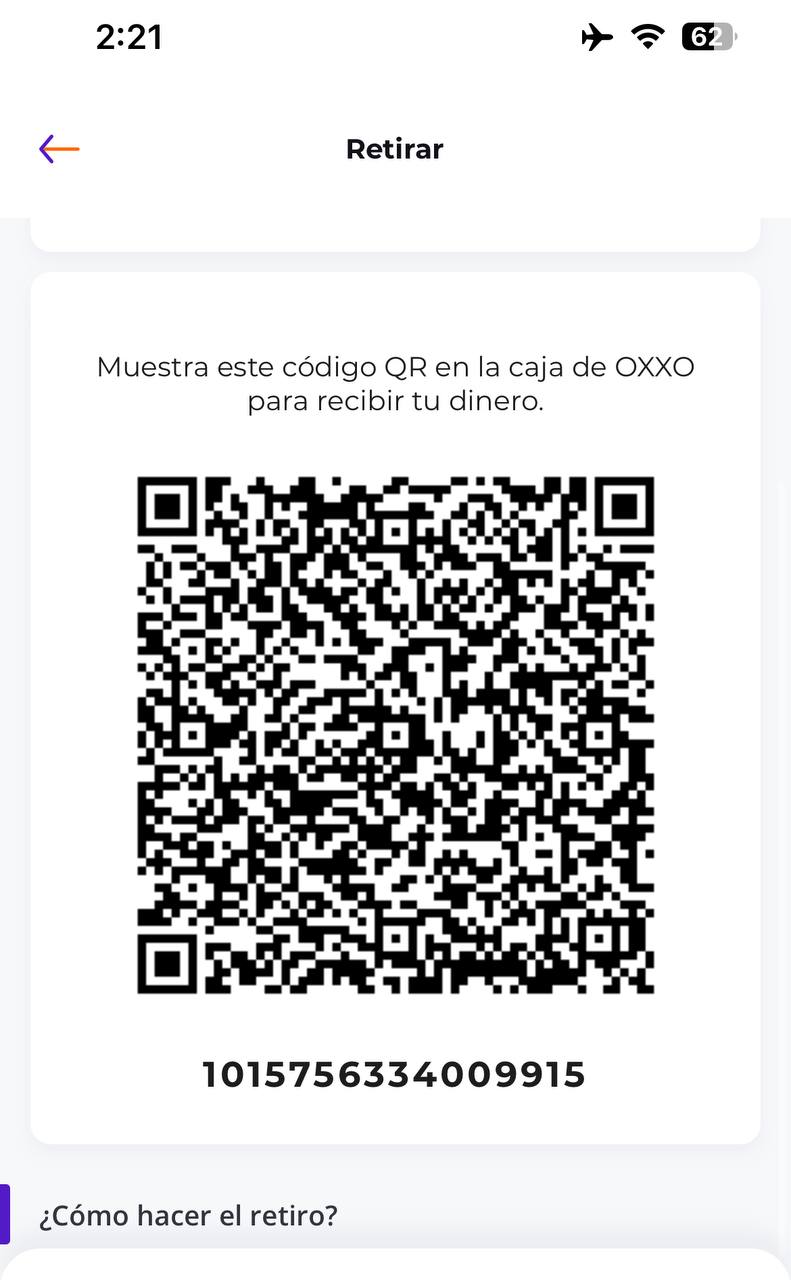 2:21
62
Retirar
Muestra este código QR en la caja de OXXO
para recibir tu dinero.
1015756334009915
¿Cómo hacer el retiro?